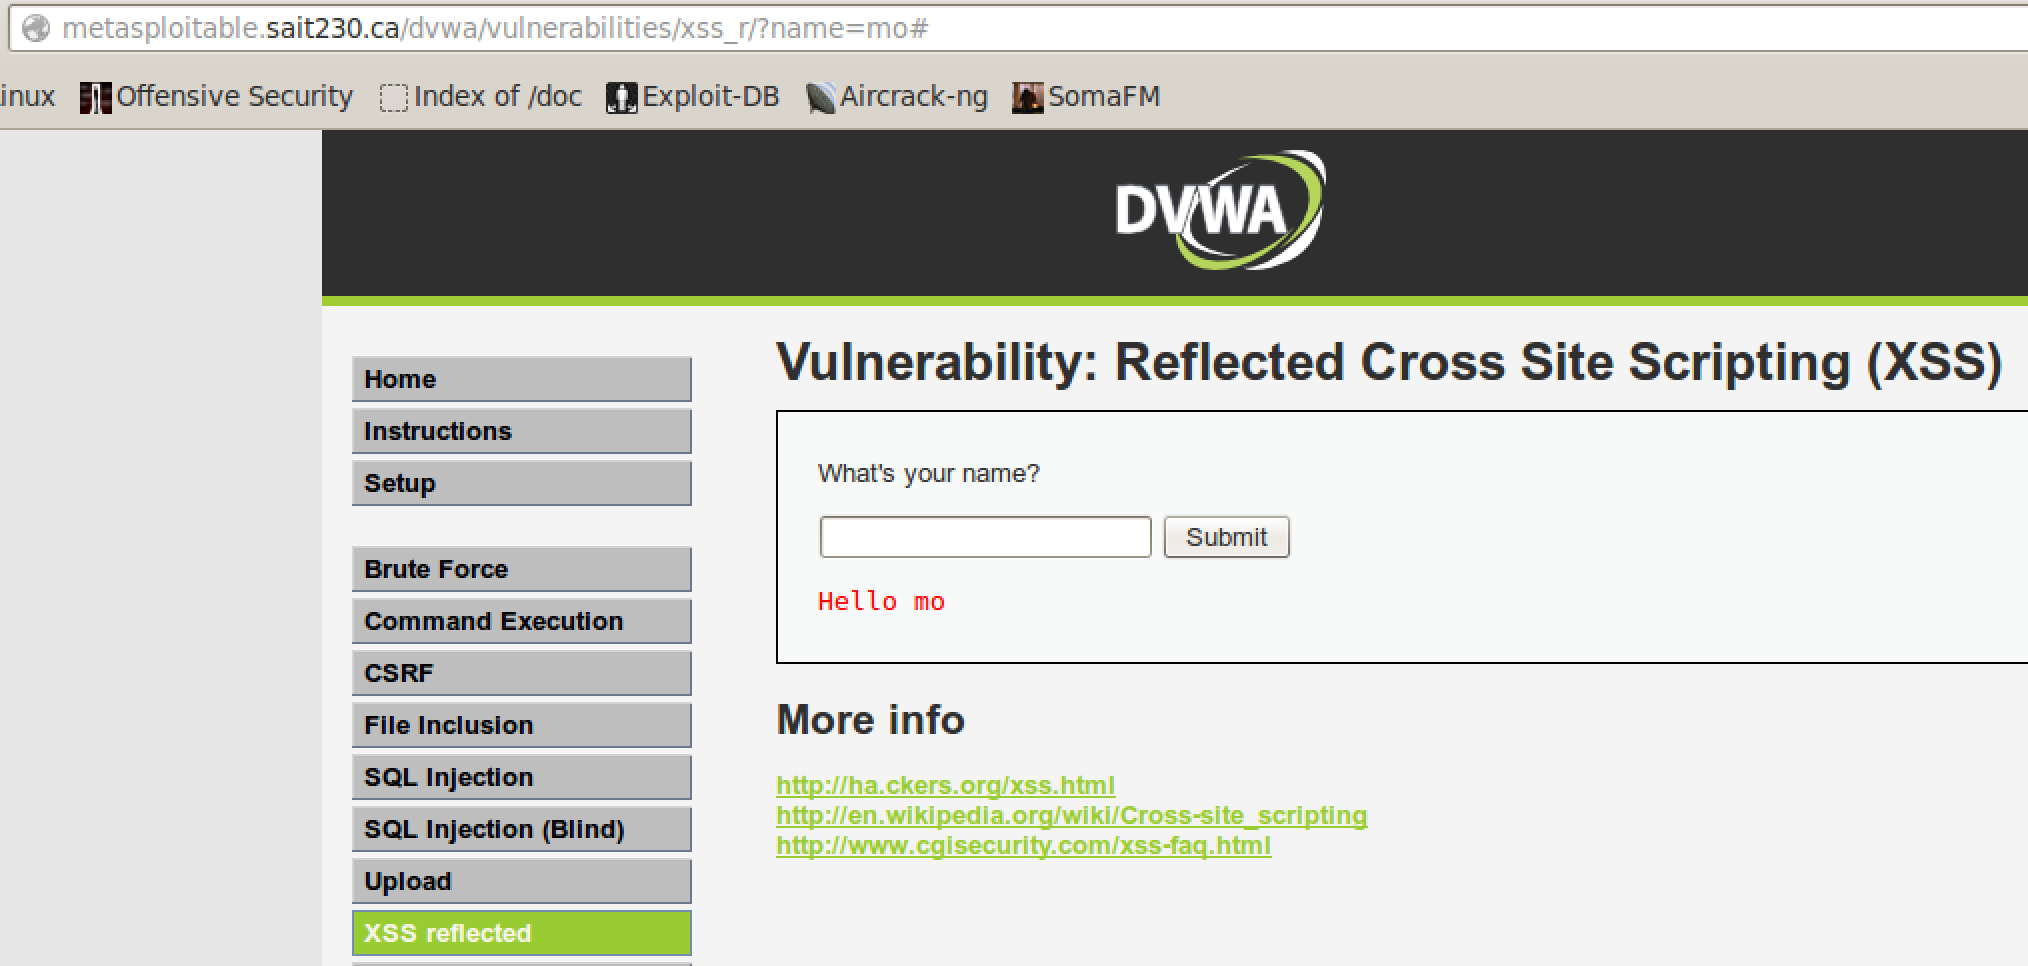 metasploitable.sait230.ca/dvwa/vulnerabilities/xss_r/?name=mo#
inux Offensive Security Index of /doc Exploit-DB Aircrack-ng SomaFM
DVWA
Vulnerability: Reflected Cross Site Scripting (XSS)
Home
Instructions
Setup
Brute Force
Command Execution
CSRF
File Inclusion
SQL Injection
SQL Injection (Blind)
Upload
XSS reflected
What's your name?
Submit
Hello mo
More info
http://ha.ckers.org/xss.html
http://en.wikipedia.org/wiki/Cross-site_scripting
http://www.cgisecurity.com/xss-faq.html